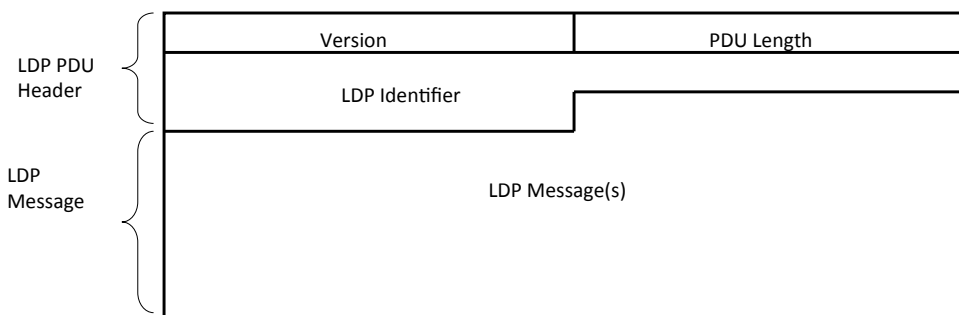 Version
PDU Length
LDP PDU
Header
LDP Identifier
LDP
Message
LDP Message(s)